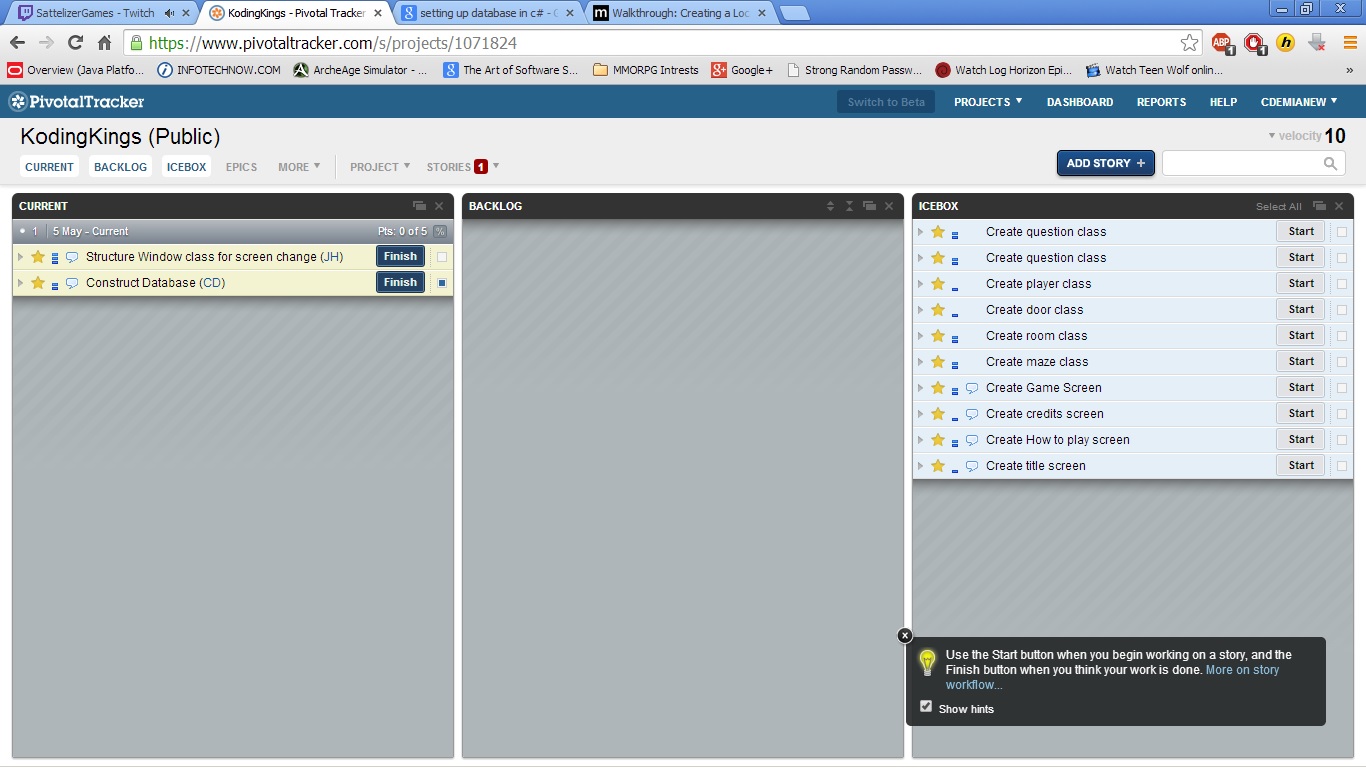 SattelizerGames - Twitch
KodingKings - Pivotal Tracker
setting up database in c# - G
Walkthrough: Creating a Loc
https://www.pivotaltracker.com/s/projects/1071824
ABP 1
1
h
Overview (Java Platfo...
INFOTECHNOW.COM
ArcheAge Simulator - ...
The Art of Software S...
MMORPG Intrests
Google+
Strong Random Passw...
Watch Log Horizon Epi...
Watch Teen Wolf onlin...
»
PivotalTracker
Switch to Beta
PROJECTS
DASHBOARD
REPORTS
HELP
CDEMIANEW
KodingKings (Public)
velocity 10
CURRENT
BACKLOG
ICEBOX
EPICS
MORE
PROJECT
STORIES 1
ADD STORY +
CURRENT
1 5 May - Current Pts: 0 of 5 %
Structure Window class for screen change (JH) Finish
Construct Database (CD) Finish
BACKLOG
ICEBOX Select All
Create question class Start
Create question class Start
Create player class Start
Create door class Start
Create room class Start
Create maze class Start
Create Game Screen Start
Create credits screen Start
Create How to play screen Start
Create title screen Start
Use the Start button when you begin working on a story, and the
Finish button when you think your work is done. More on story
workflow...
Show hints